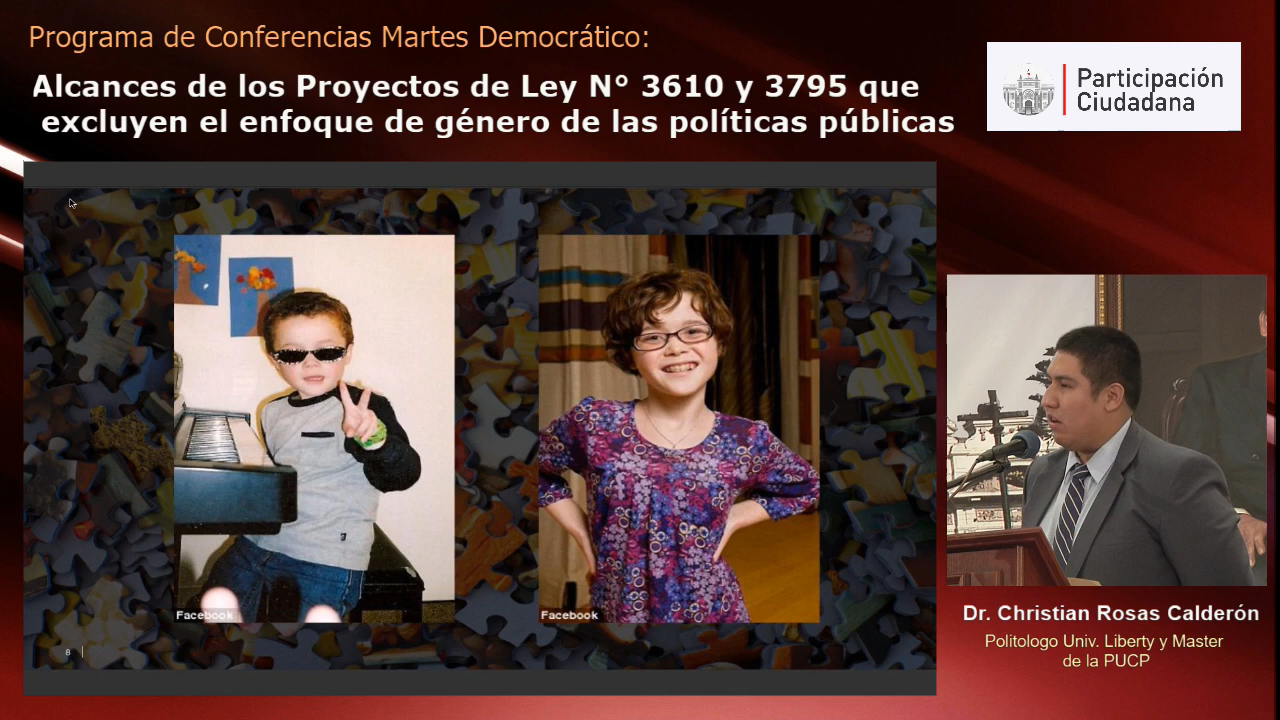 Programa de Conferencias Martes Democrático:
Alcances de los Proyectos de Ley N° 3610 y 3795 que
excluyen el enfoque de género de las políticas públicas
Participación
Ciudadana
Facebook
Facebook
8
Dr. Christian Rosas Calderón
Politologo Univ. Liberty y Master
de la PUCP